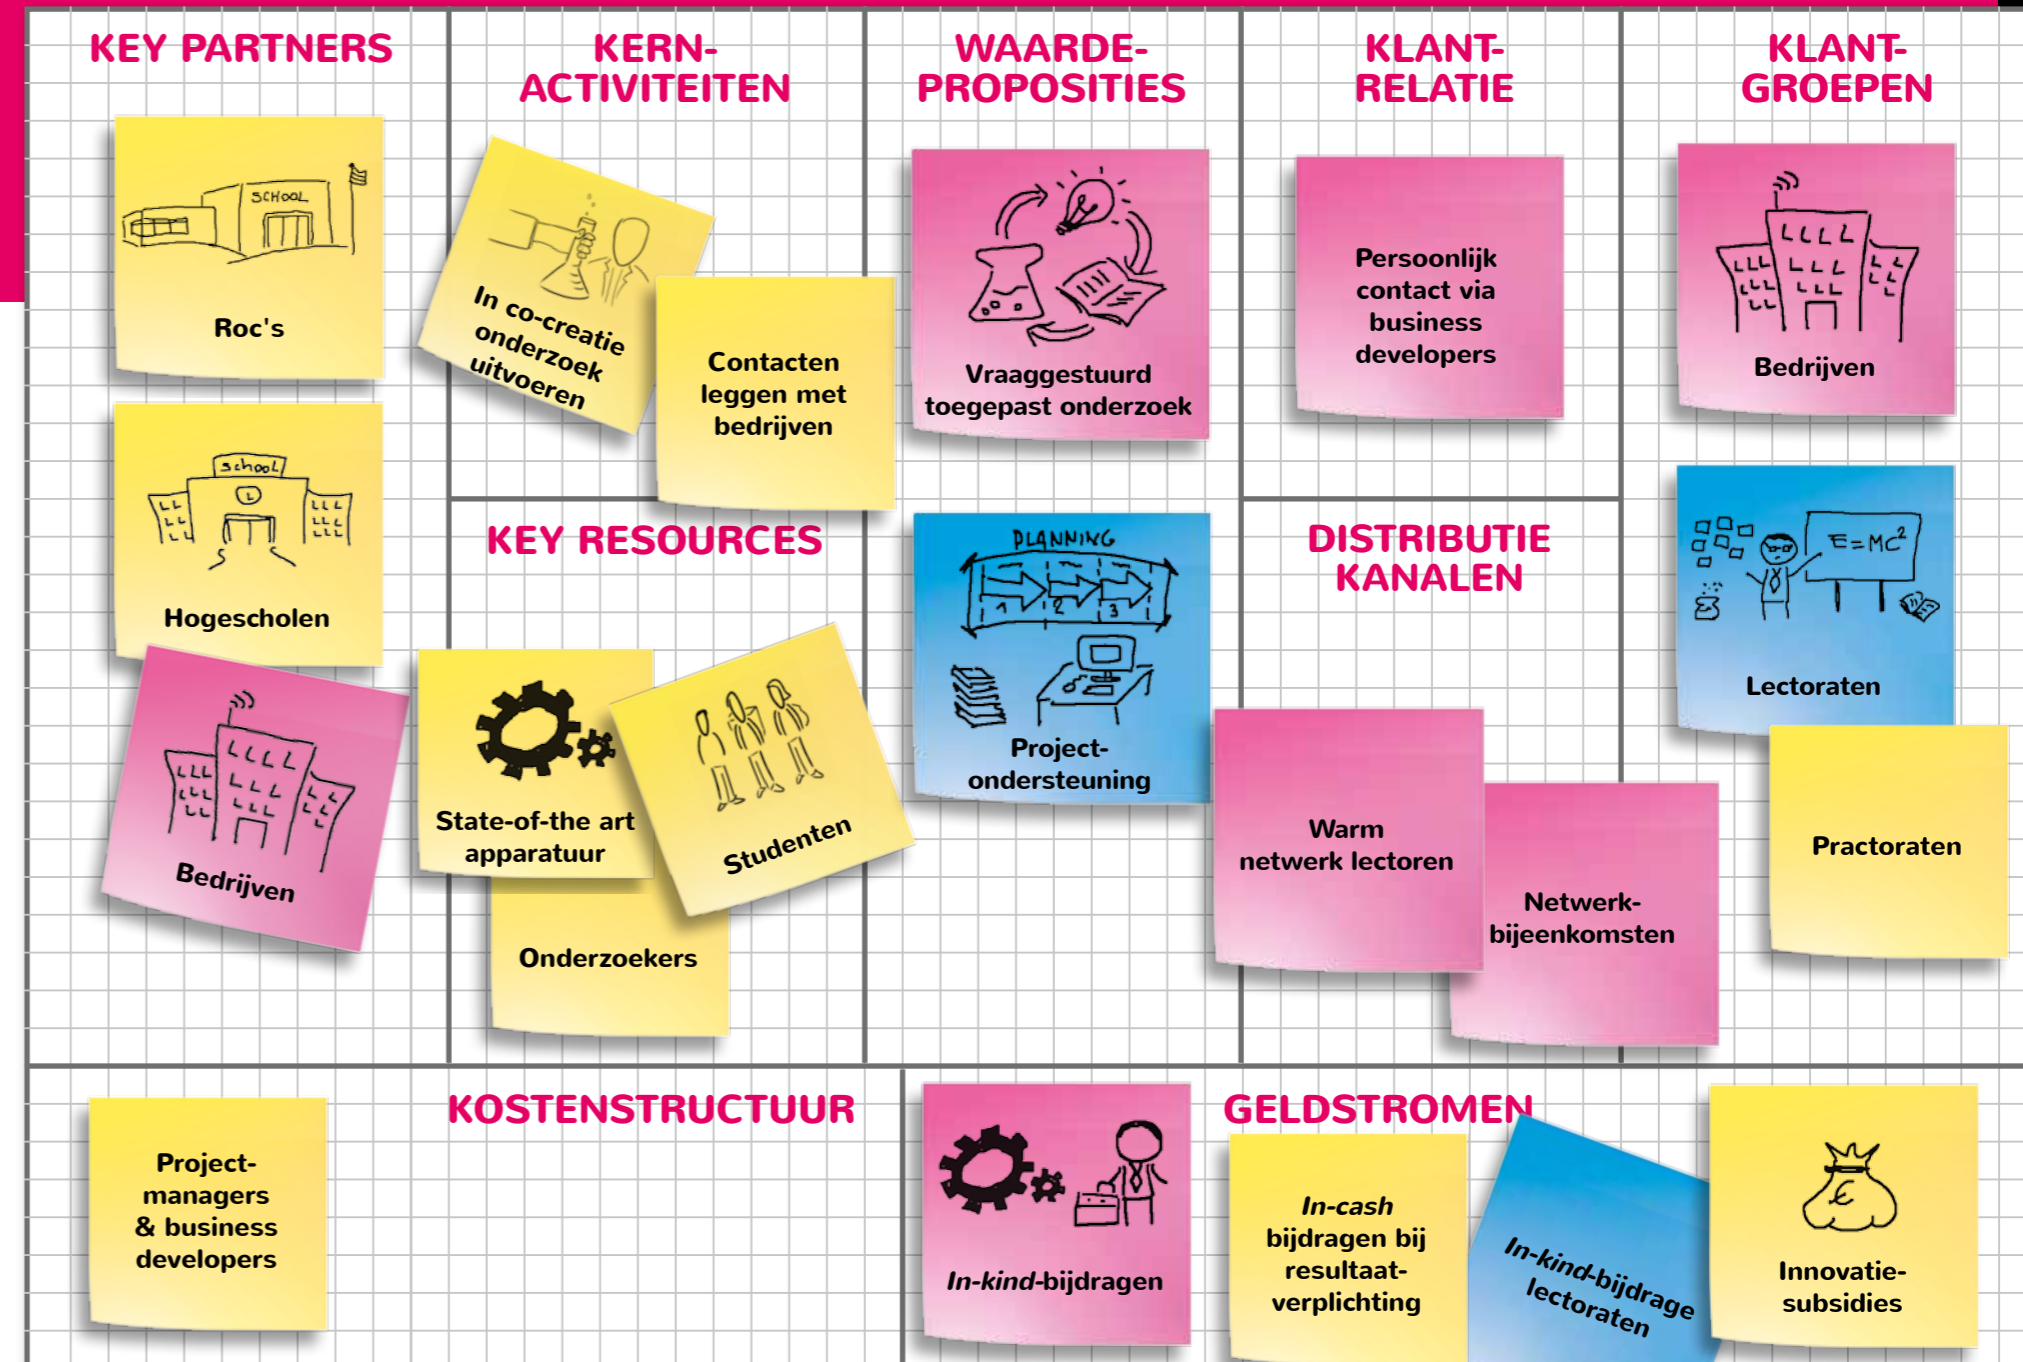 KEY PARTNERS
SCHOOL
Roc's
School
Hogescholen
Bedrijven
KERN-
ACTIVITEITEN
In co-creatie
onderzoek
uitvoeren
Contacten
leggen met
bedrijven
KEY RESOURCES
State-of-the art
apparatuur
Studenten
Onderzoekers
WAARDE-
PROPOSITIES
Vraaggestuurd
toegepast onderzoek
PLANNING
1 2 3
Project-
ondersteuning
KLANT-
RELATIE
Persoonlijk
contact via
business
developers
DISTRIBUTIE
KANALEN
Warm
netwerk lectoren
Netwerk-
bijeenkomsten
KLANT-
GROEPEN
Bedrijven
E=MC²
Lectoraten
Practoraten
KOSTENSTRUCTUUR
Project-
managers
& business
developers
GELDSTROMEN
In-kind-bijdragen
In-cash
bijdragen bij
resultaat-
verplichting
In-kind-bijdrage
lectoraten
€
Innovatie-
subsidies